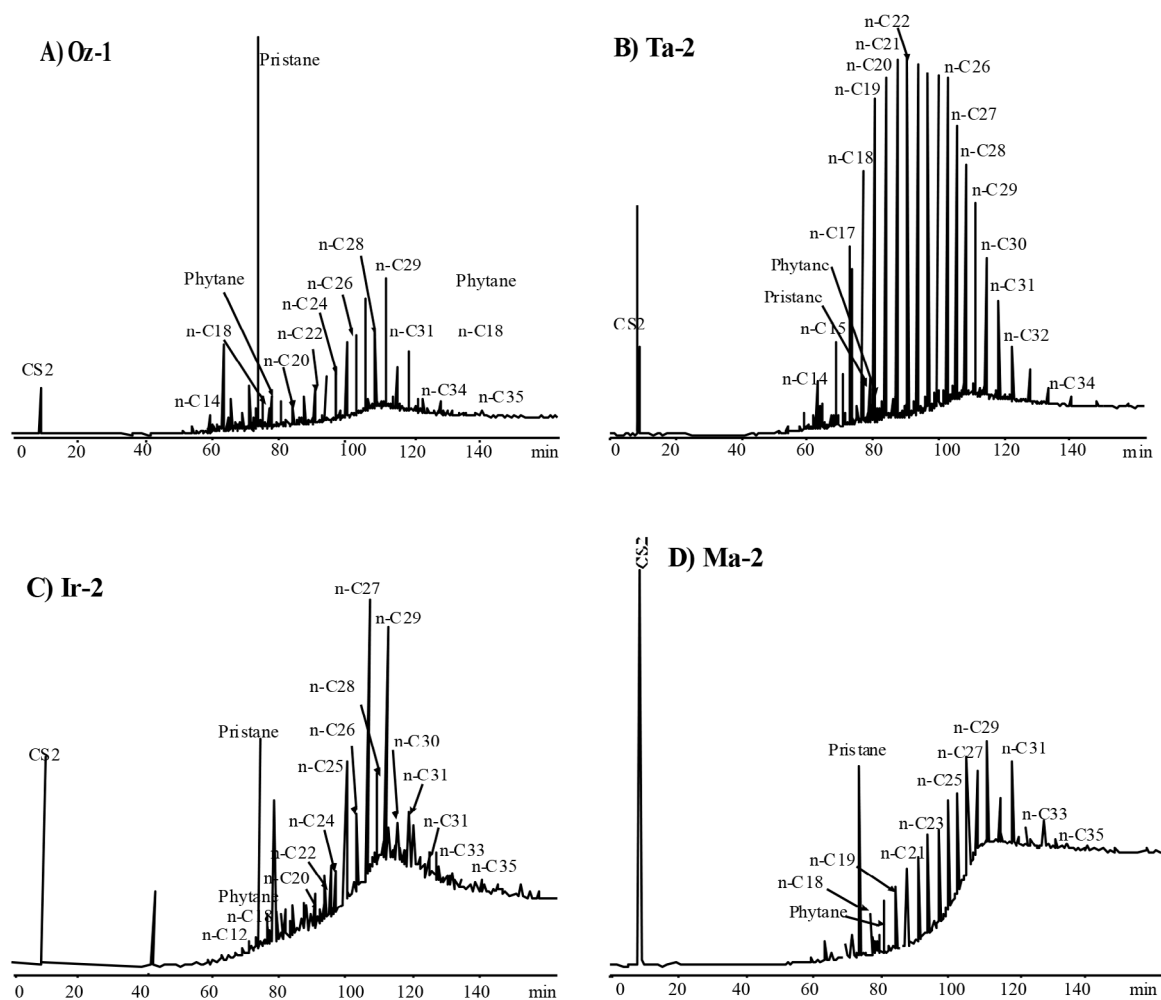 A) Oz-1
Pristane
n-C28
n-C29
Phytane
n-C26
Phytane
n-C24
n-C18
n-C22
n-C31
n-C18
n-C20
CS2
n-C14
n-C34
n-C35
0 20 40 60 80 100 120 140 min
B) Ta-2
n-C22
n-C21
n-C20
n-C26
n-C19
n-C27
n-C18
n-C28
n-C29
n-C17
n-C30
Phytanc
n-C31
Pristanc
CS2
n-C15
n-C32
n-C14
n-C34
0 20 40 60 80 100 120 140 min
C) Ir-2
n-C27
n-C29
n-C28
Pristane
n-C26
n-C30
CS2
n-C25
n-C31
n-C24
n-C31
n-C22
n-C33
n-C20
n-C35
Phytane
n-C18
n-C12
0 20 40 60 80 100 120 140 min
CS2
D) Ma-2
n-C29
Pristane
n-C27
n-C31
n-C25
n-C23
n-C33
n-C35
n-C19
n-C21
n-C18
Phytane
0 20 40 60 80 100 120 140 min